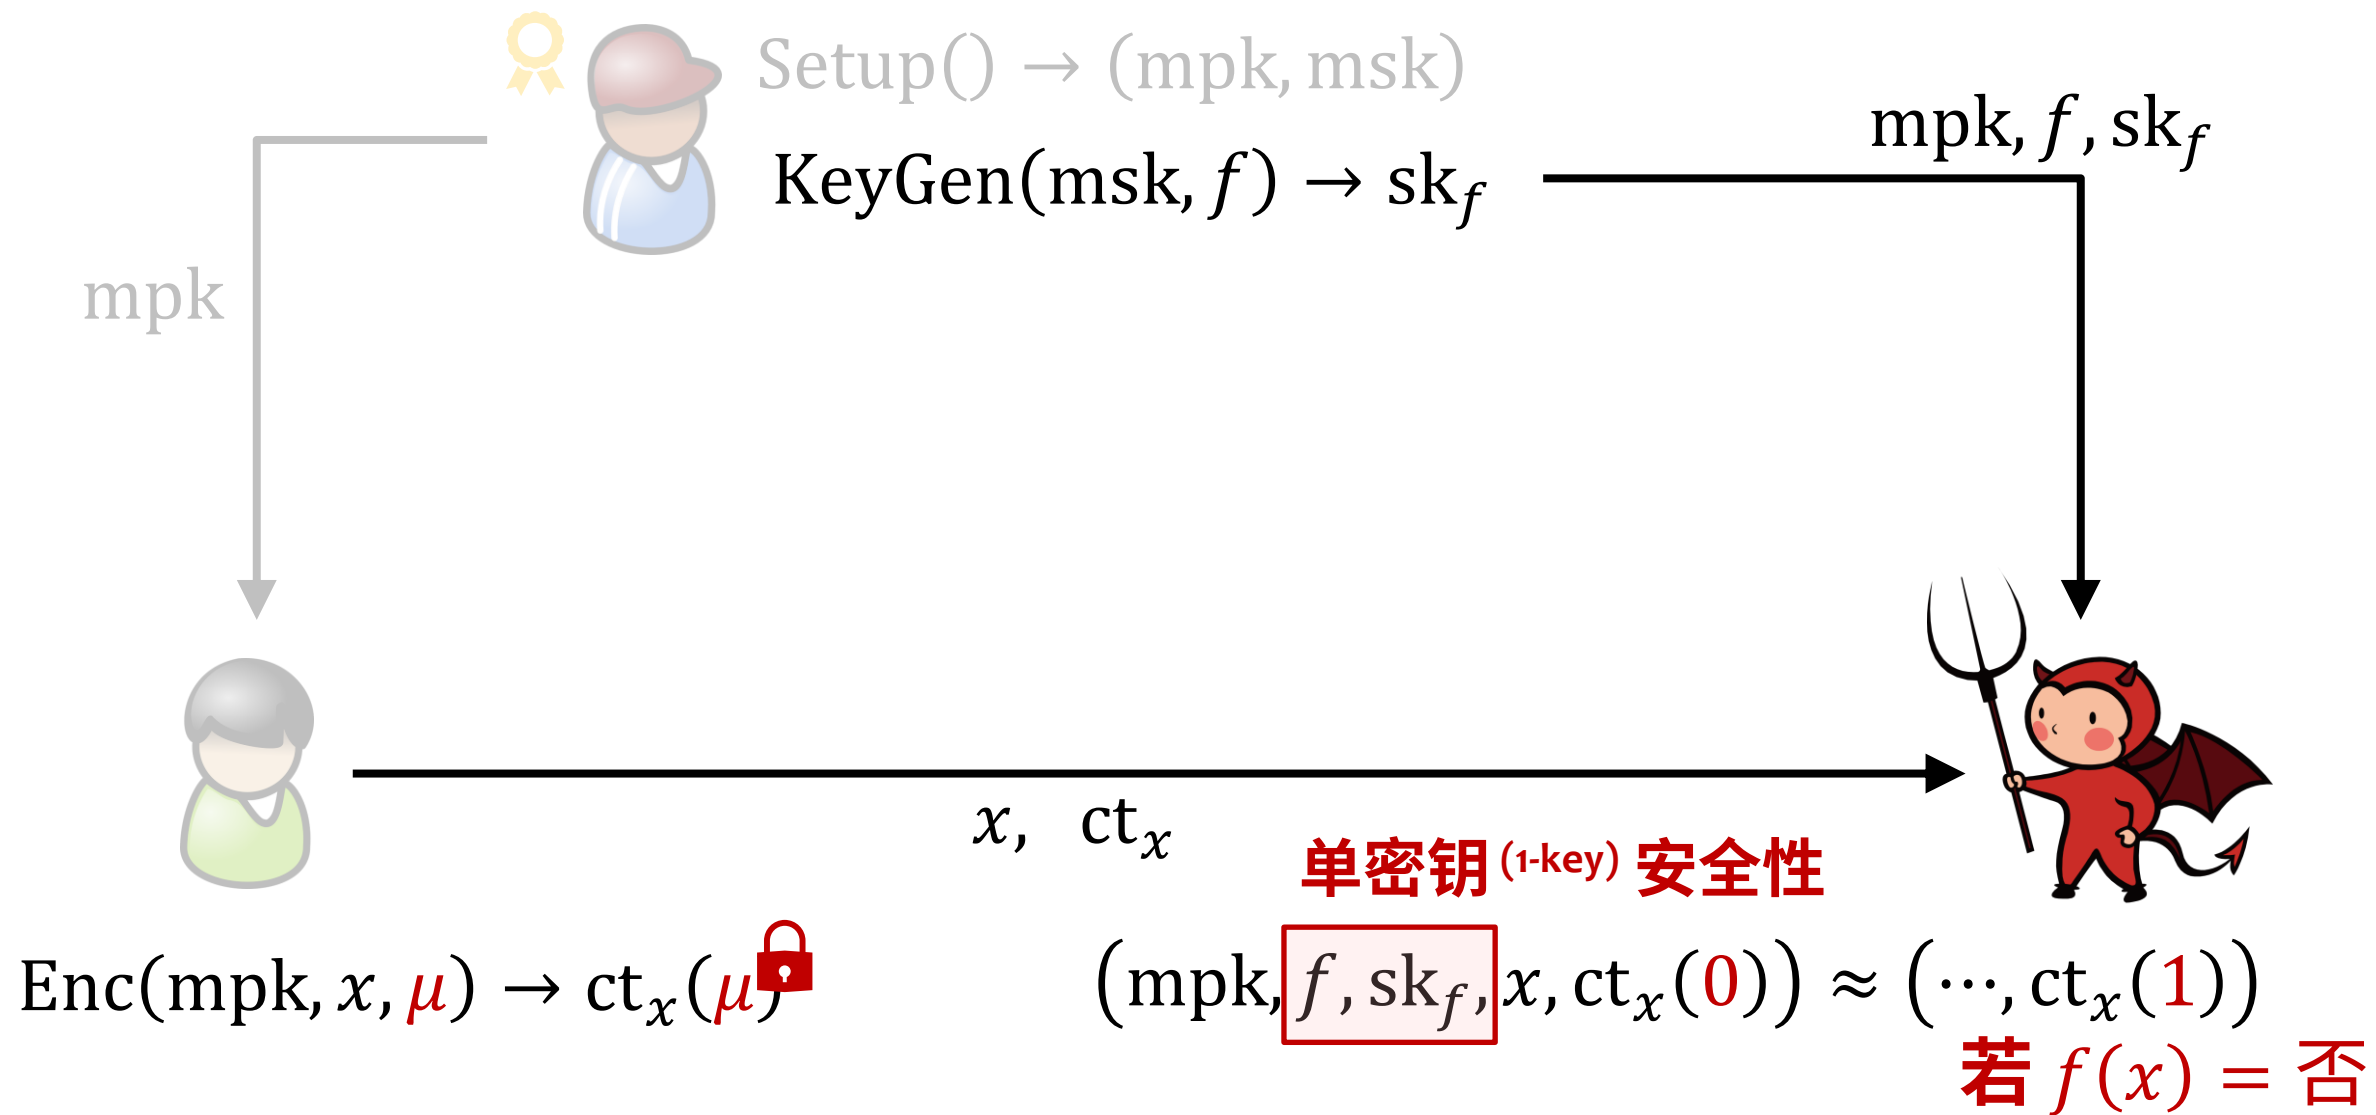 Setup() → (mpk, msk)
KeyGen(msk, f) → sk_f
mpk, f, sk_f
mpk
x, ct_x
单密钥 (1-key) 安全性
Enc(mpk, x, μ) → ct_x(μ)
(mpk, f, sk_f, x, ct_x(0)) ≈ (⋯, ct_x(1))
若 f(x) = 否